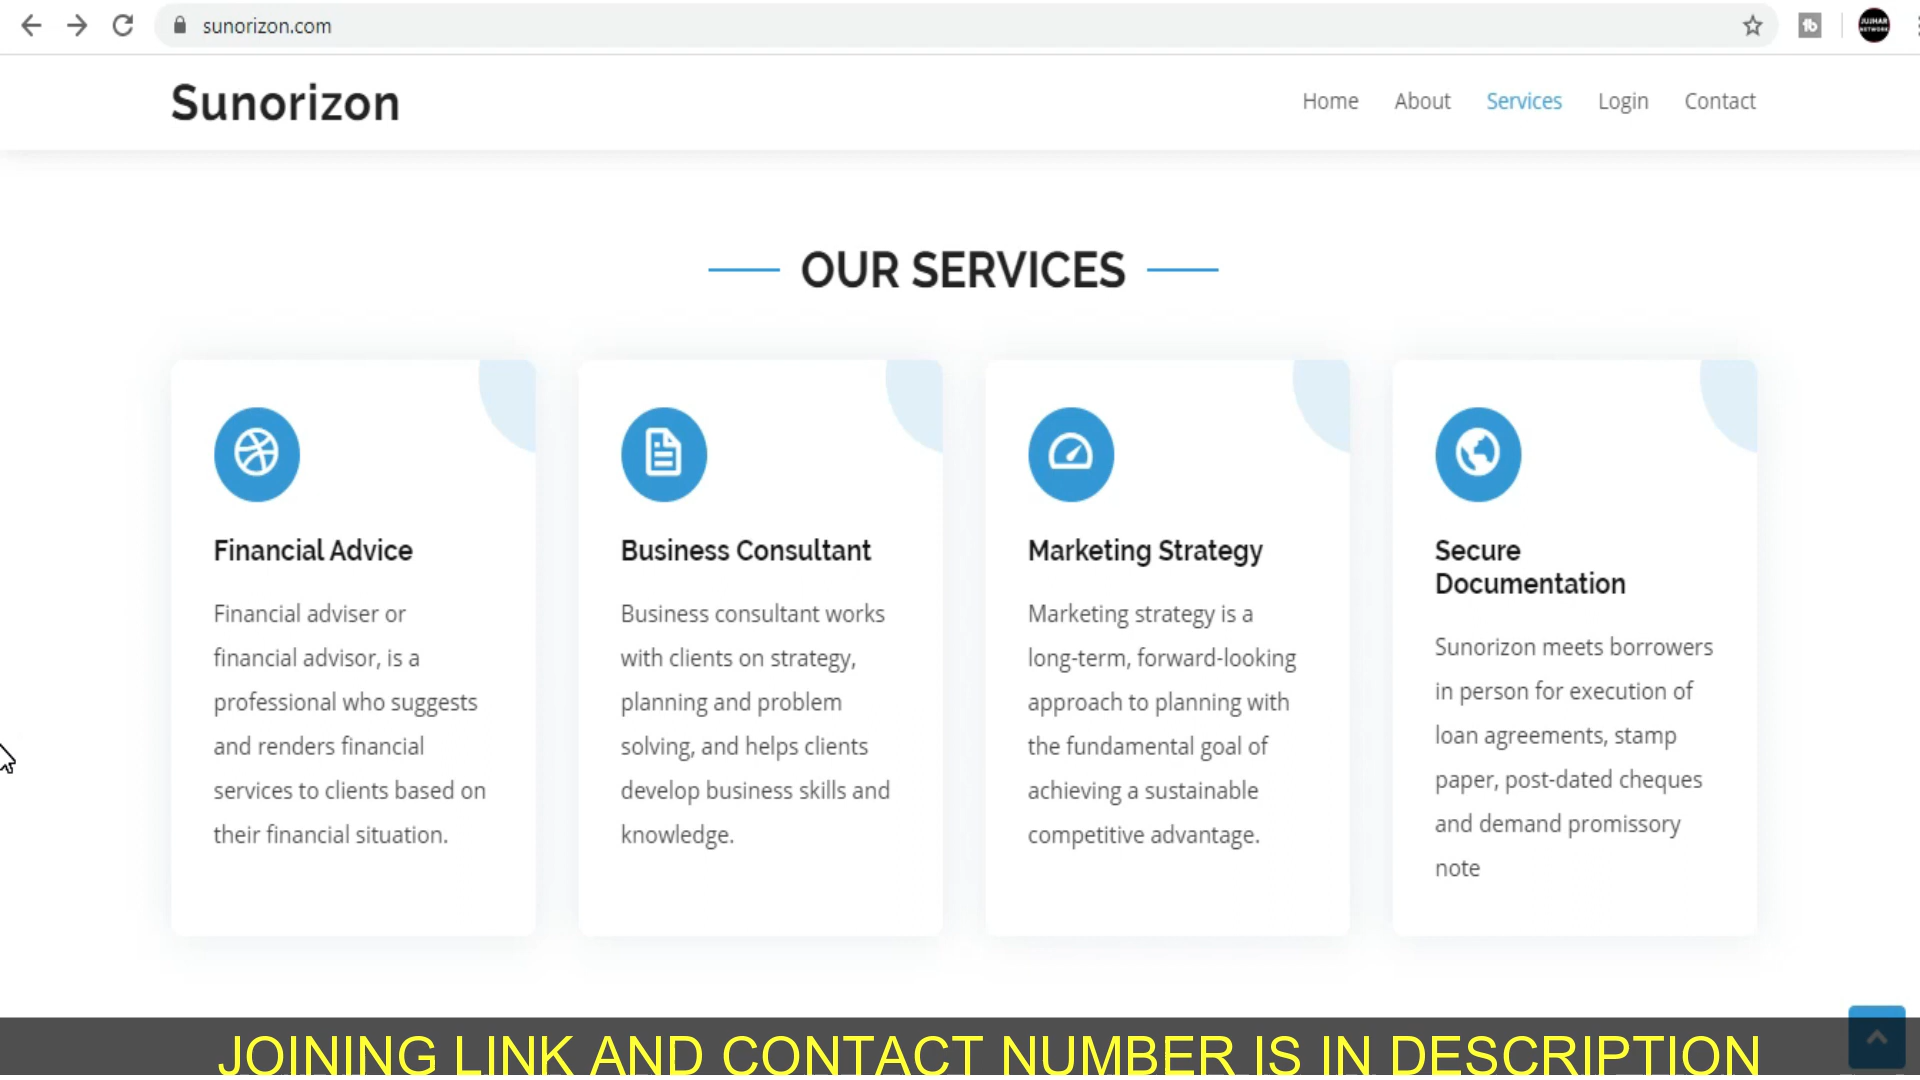 sunorizon.com
JUJHAR
NETWORK
Sunorizon
Home About Services Login Contact
OUR SERVICES
Financial Advice
Financial adviser or
financial advisor, is a
professional who suggests
and renders financial
services to clients based on
their financial situation.
Business Consultant
Business consultant works
with clients on strategy,
planning and problem
solving, and helps clients
develop business skills and
knowledge.
Marketing Strategy
Marketing strategy is a
long-term, forward-looking
approach to planning with
the fundamental goal of
achieving a sustainable
competitive advantage.
Secure
Documentation
Sunorizon meets borrowers
in person for execution of
loan agreements, stamp
paper, post-dated cheques
and demand promissory
note
JOINING LINK AND CONTACT NUMBER IS IN DESCRIPTION